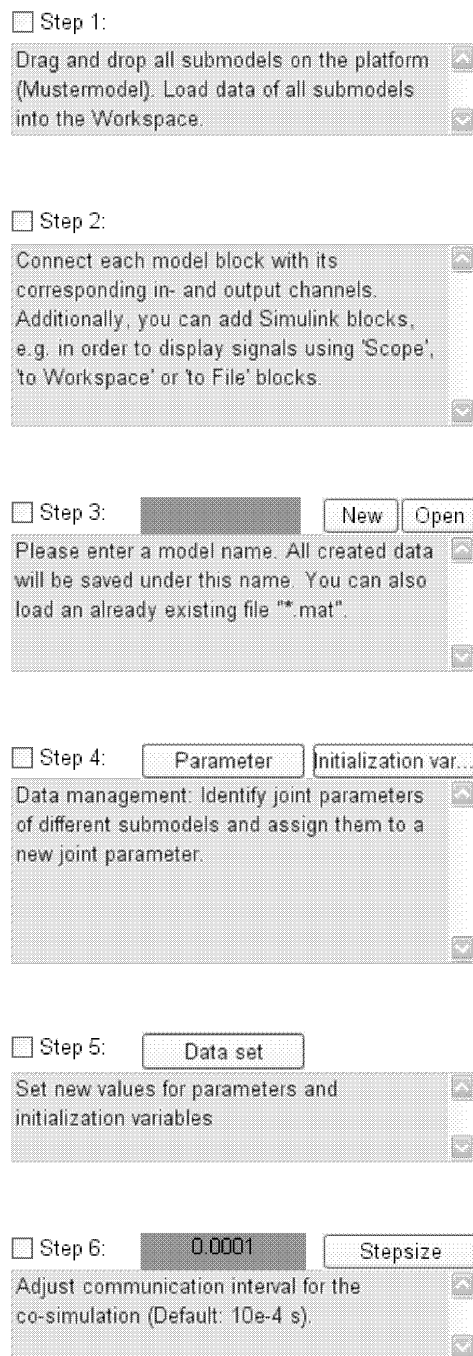 Step 1:
Drag and drop all submodels on the platform
(Mustermodel). Load data of all submodels
into the Workspace.
Step 2:
Connect each model block with its
corresponding in- and output channels.
Additionally, you can add Simulink blocks,
e.g. in order to display signals using 'Scope',
'to Workspace' or 'to File' blocks.
Step 3: New Open
Please enter a model name. All created data
will be saved under this name. You can also
load an already existing file "*.mat".
Step 4: Parameter Initialization var...
Data management: Identify joint parameters
of different submodels and assign them to a
new joint parameter.
Step 5: Data set
Set new values for parameters and
initialization variables
Step 6: 0.0001 Stepsize
Adjust communication interval for the
co-simulation (Default: 10e-4 s).